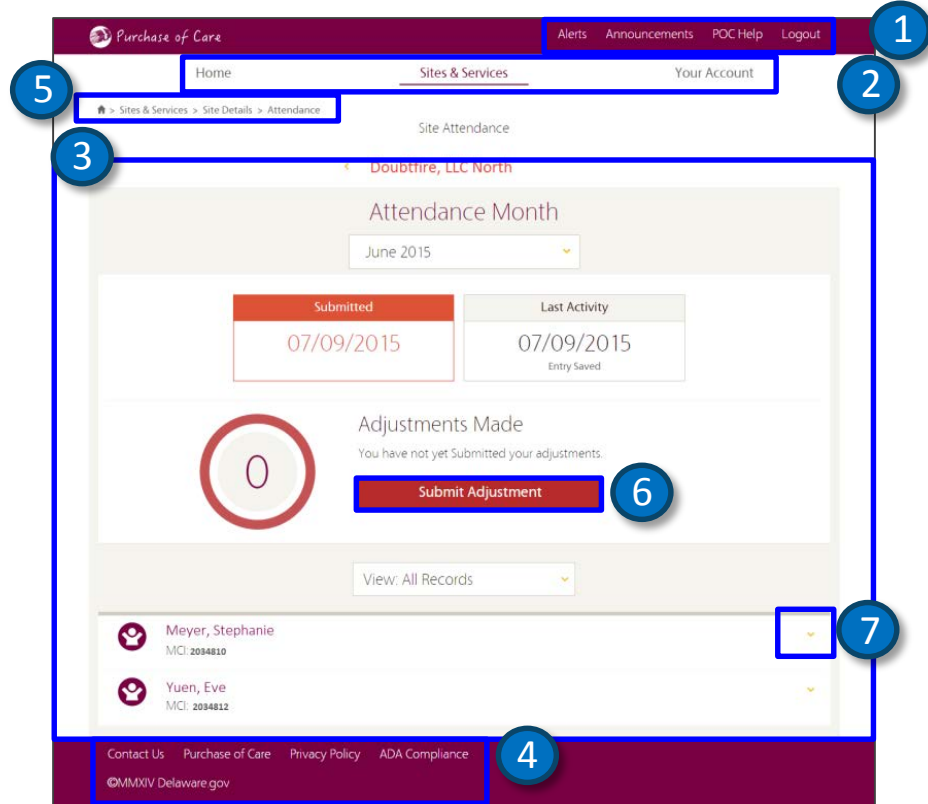 Purchase of Care
Alerts Announcements POC Help Logout
1
Home Sites & Services Your Account
2
5
> Sites & Services > Site Details > Attendance
Site Attendance
3
< Doubtfire, LLC North
Attendance Month
June 2015
Submitted Last Activity
07/09/2015 07/09/2015
Entry Saved
Adjustments Made
0
You have not yet Submitted your adjustments.
Submit Adjustment
6
View: All Records
Meyer, Stephanie
7
MCI: 2034810
Yuen, Eve
MCI: 2034812
Contact Us Purchase of Care Privacy Policy ADA Compliance
4
©MMXIV Delaware.gov